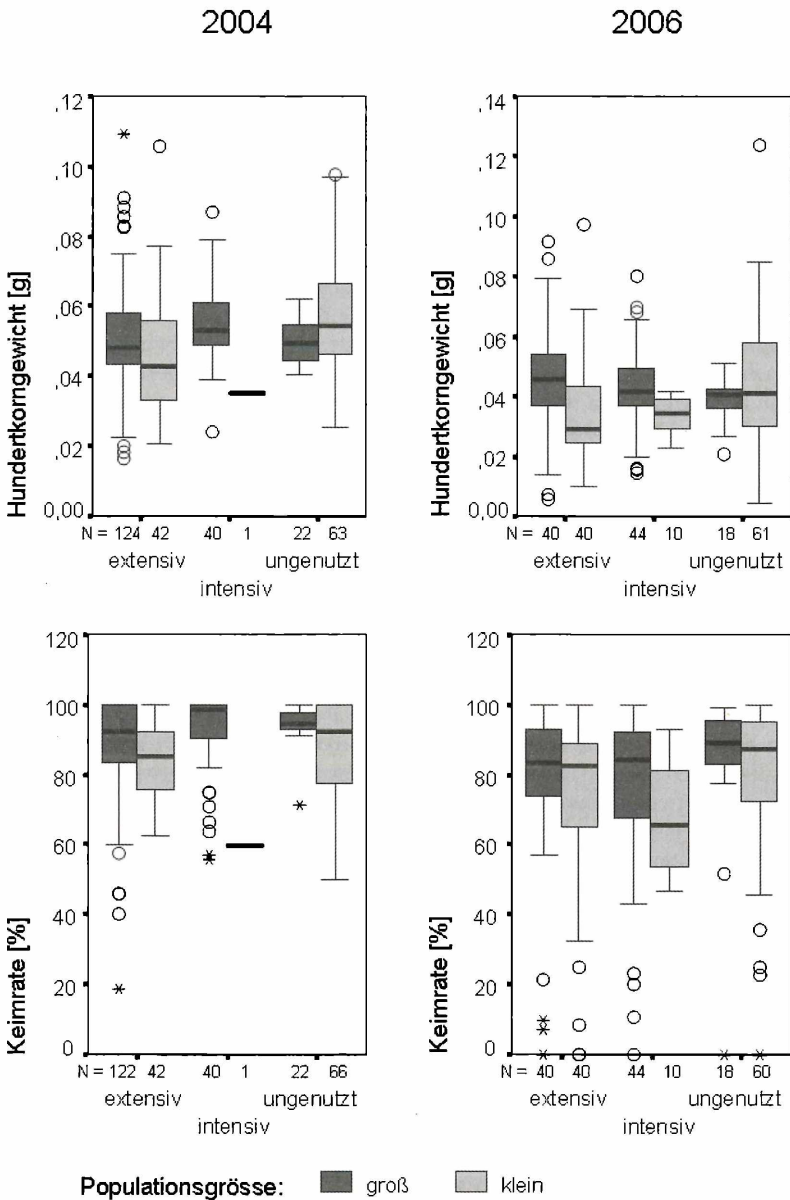 2004
2006
Hundertkorngewicht [g]
,12
,10
,08
,06
,04
,02
0,00
N = 124 42 40 1 22 63
extensiv
intensiv
ungenutzt
Hundertkorngewicht [g]
,14
,12
,10
,08
,06
,04
,02
0,00
N = 40 40 44 10 18 61
extensiv
intensiv
ungenutzt
Keimrate [%]
120
100
80
60
40
20
0
N = 122 42 40 1 22 66
extensiv
intensiv
ungenutzt
Keimrate [%]
120
100
80
60
40
20
0
N = 40 40 44 10 18 60
extensiv
intensiv
ungenutzt
Populationsgrösse: groß klein